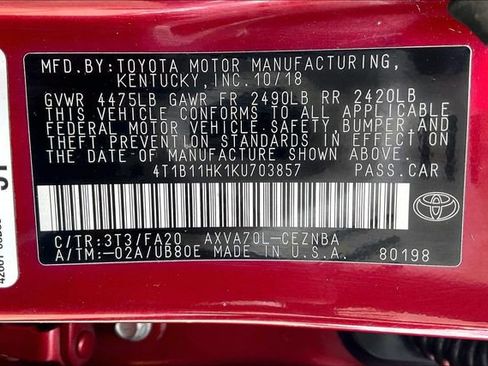 MFD.BY:TOYOTA MOTOR MANUFACTURING,
KENTUCKY,INC.10/18
GVWR 4475LB GAWR FR 2490LB RR 2420LB
THIS VEHICLE CONFORMS TO ALL APPLICABLE
FEDERAL MOTOR VEHICLE SAFETY,BUMPER,AND
THEFT PREVENTION STANDARDS IN EFFECT ON
THE DATE OF MANUFACTURE SHOWN ABOVE.
4T1B11HK1KU703857 PASS.CAR
TOYOTA
C/TR:3T3/FA20 AXVA70L-CEZNBA
A/TM:-02A/UB80E MADE IN U.S.A. 80198